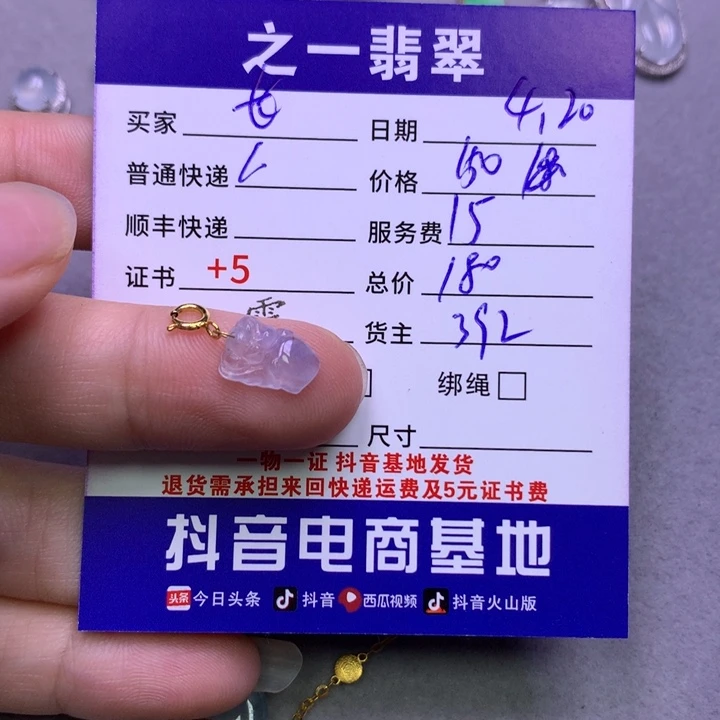 之一翡翠
买家 日期 4.20
普通快递 价格 150
顺丰快递 服务费 15
证书 +5 总价 180
货主 392
绑绳
尺寸
一物一证 抖音基地发货
退货需承担来回快递运费及5元证书费
抖音电商基地
头条 今日头条 抖音 西瓜视频 抖音火山版